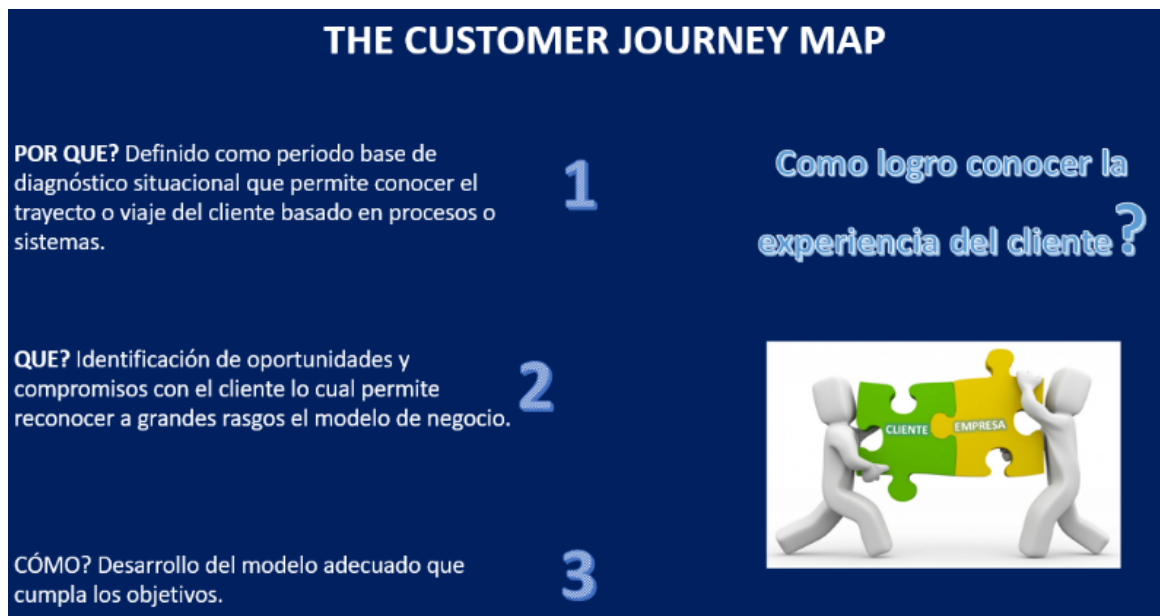 THE CUSTOMER JOURNEY MAP
POR QUE? Definido como periodo base de
diagnóstico situacional que permite conocer el
trayecto o viaje del cliente basado en procesos o
sistemas.
1
Como logro conocer la
experiencia del cliente?
QUE? Identificación de oportunidades y
compromisos con el cliente lo cual permite
reconocer a grandes rasgos el modelo de negocio.
2
CLIENTE
EMPRESA
CÓMO? Desarrollo del modelo adecuado que
cumpla los objetivos.
3